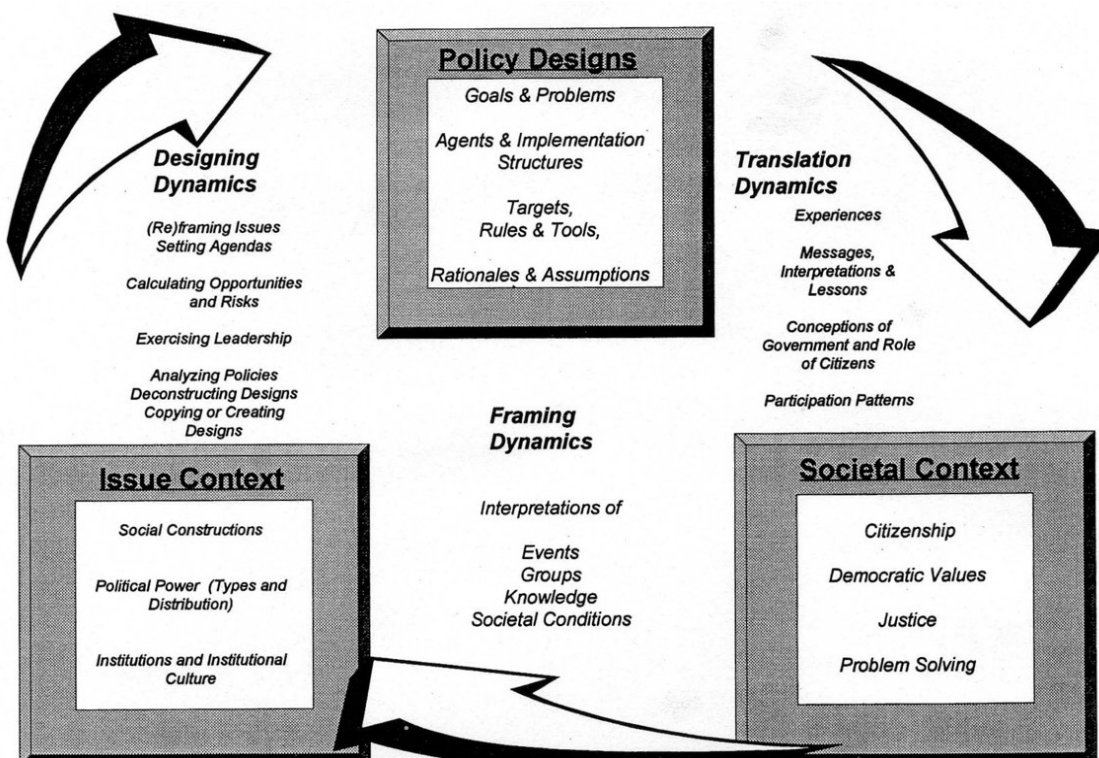 Policy Designs
Goals & Problems
Agents & Implementation
Structures
Targets,
Rules & Tools,
Rationales & Assumptions
Designing
Dynamics
(Re)framing Issues
Setting Agendas
Calculating Opportunities
and Risks
Exercising Leadership
Analyzing Policies
Deconstructing Designs
Copying or Creating
Designs
Translation
Dynamics
Experiences
Messages,
Interpretations &
Lessons
Conceptions of
Government and Role
of Citizens
Participation Patterns
Framing
Dynamics
Interpretations of
Events
Groups
Knowledge
Societal Conditions
Issue Context
Social Constructions
Political Power (Types and
Distribution)
Institutions and Institutional
Culture
Societal Context
Citizenship
Democratic Values
Justice
Problem Solving